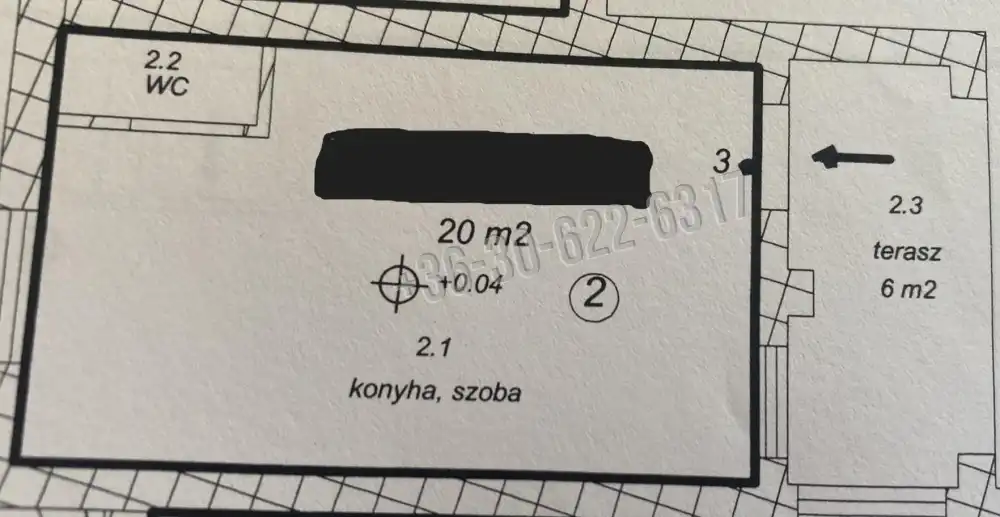 2.2
WC
3
20 m2
36-30-622-6317
+0.04
2
2.1
konyha, szoba
2.3
terasz
6 m2